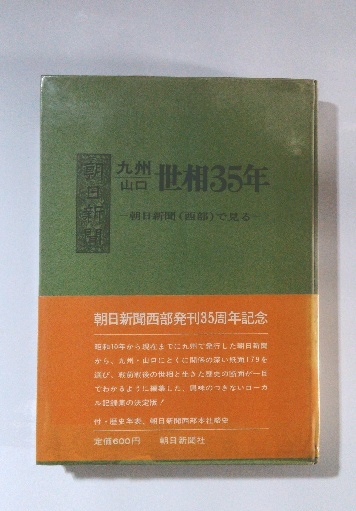 朝日新聞
九州
山口
世相35年
―朝日新聞(西部)で見る―
朝日新聞西部発刊35周年記念
昭和10年から現在までに九州で発行した朝日新聞
から、九州・山口にとくに関係の深い紙面179を
選び、戦前戦後の世相と生きた歴史の断面が一目
でわかるように編集した、興味のつきないローカ
ル記録集の決定版!
付・歴史年表、朝日新聞西部本社略史
定価600円 朝日新聞社